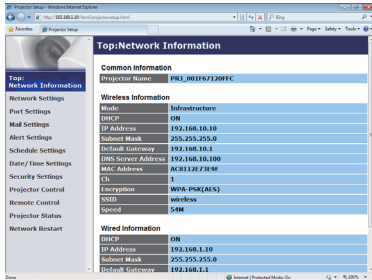 Projector Setup - Windows Internet Explorer
http://192.168.1.10/html/projectorsetup.html
Bing
Favorites
Projector Setup
Page
Safety
Tools
Top:Network Information
Common Information
Projector Name PRJ_001F67120FFC
Wireless Information
Mode Infrastructure
DHCP ON
IP Address 192.168.10.10
Subnet Mask 255.255.255.0
Default Gateway 192.168.10.1
DNS Server Address 192.168.10.100
MAC Address AC8112E73E9F
Ch 1
Encryption WPA-PSK(AES)
SSID wireless
Speed 54M
Wired Information
DHCP ON
IP Address 192.168.1.10
Subnet Mask 255.255.255.0
Default Gateway 192.168.1.1
Top:
Network Information
Network Settings
Port Settings
Mail Settings
Alert Settings
Schedule Settings
Date/Time Settings
Security Settings
Projector Control
Remote Control
Projector Status
Network Restart
Done
Internet | Protected Mode: On
100%